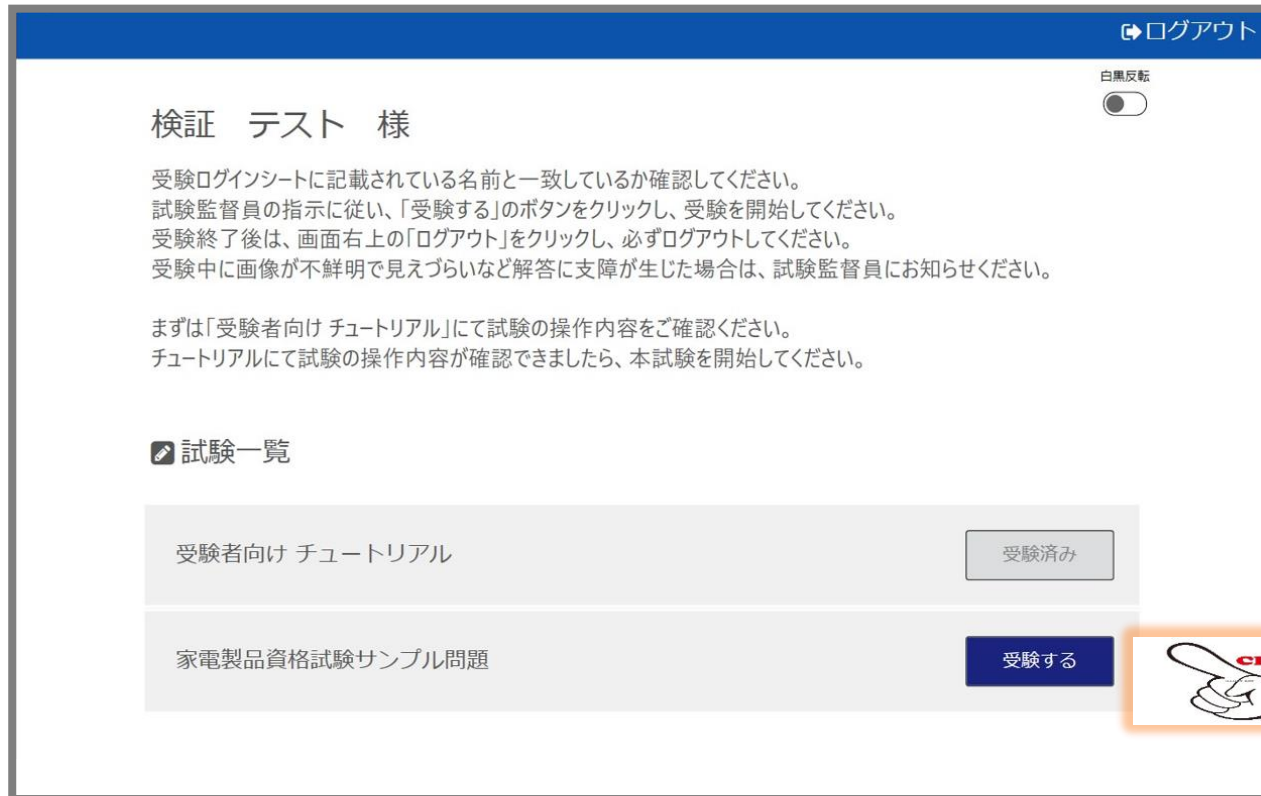 ログアウト
白黒反転
検証　テスト　様
受験ログインシートに記載されている名前と一致しているか確認してください。
試験監督員の指示に従い、「受験する」のボタンをクリックし、受験を開始してください。
受験終了後は、画面右上の「ログアウト」をクリックし、必ずログアウトしてください。
受験中に画像が不鮮明で見えづらいなど解答に支障が生じた場合は、試験監督員にお知らせください。
まずは「受験者向け チュートリアル」にて試験の操作内容をご確認ください。
チュートリアルにて試験の操作内容が確認できましたら、本試験を開始してください。
試験一覧
受験者向け チュートリアル
受験済み
家電製品資格試験サンプル問題
受験する